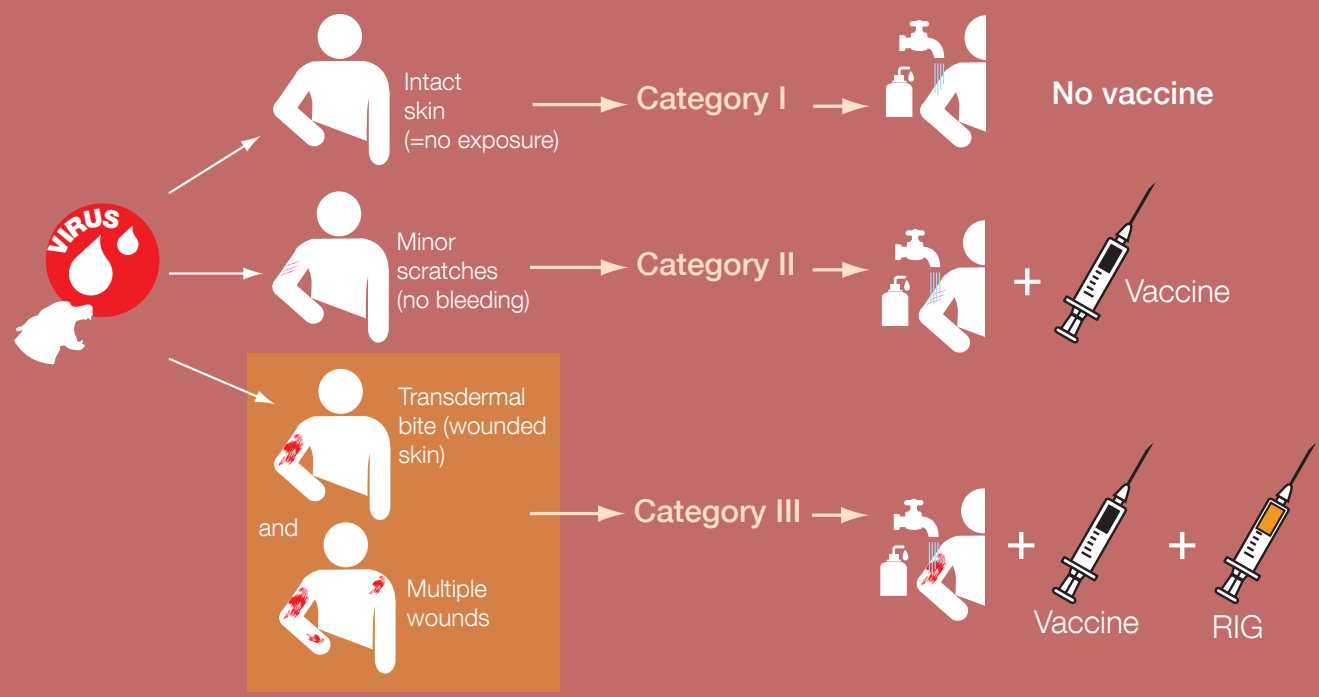 VIRUS
Intact
skin
(=no exposure)
Category I
No vaccine
Minor
scratches
(no bleeding)
Category II
+
Vaccine
Transdermal
bite (wounded
skin)
and
Multiple
wounds
Category III
+
Vaccine
+
RIG